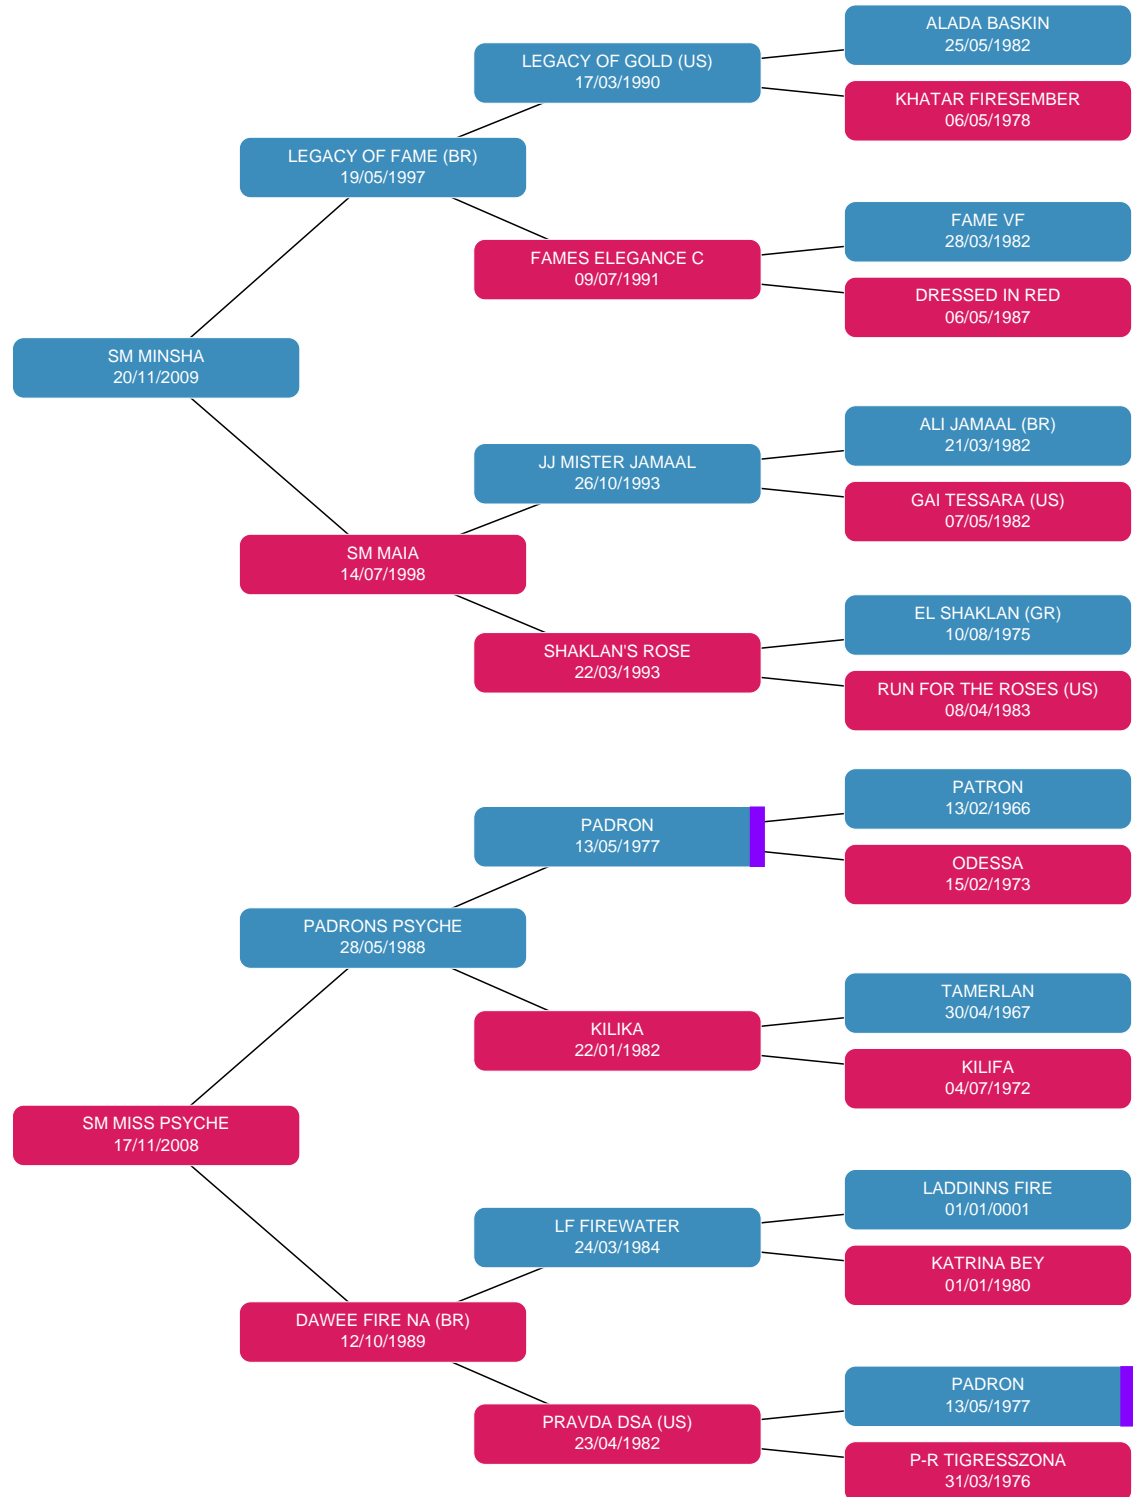 ALADA BASKIN
25/05/1982
LEGACY OF GOLD (US)
17/03/1990
KHATAR FIRESEMBER
06/05/1978
LEGACY OF FAME (BR)
19/05/1997
FAME VF
28/03/1982
FAMES ELEGANCE C
09/07/1991
DRESSED IN RED
06/05/1987
SM MINSHA
20/11/2009
ALI JAMAAL (BR)
21/03/1982
JJ MISTER JAMAAL
26/10/1993
GAI TESSARA (US)
07/05/1982
SM MAIA
14/07/1998
EL SHAKLAN (GR)
10/08/1975
SHAKLAN'S ROSE
22/03/1993
RUN FOR THE ROSES (US)
08/04/1983
PATRON
13/02/1966
PADRON
13/05/1977
ODESSA
15/02/1973
PADRONS PSYCHE
28/05/1988
TAMERLAN
30/04/1967
KILIKA
22/01/1982
KILIFA
04/07/1972
SM MISS PSYCHE
17/11/2008
LADDINNS FIRE
01/01/0001
LF FIREWATER
24/03/1984
KATRINA BEY
01/01/1980
DAWEE FIRE NA (BR)
12/10/1989
PADRON
13/05/1977
PRAVDA DSA (US)
23/04/1982
P-R TIGRESSZONA
31/03/1976